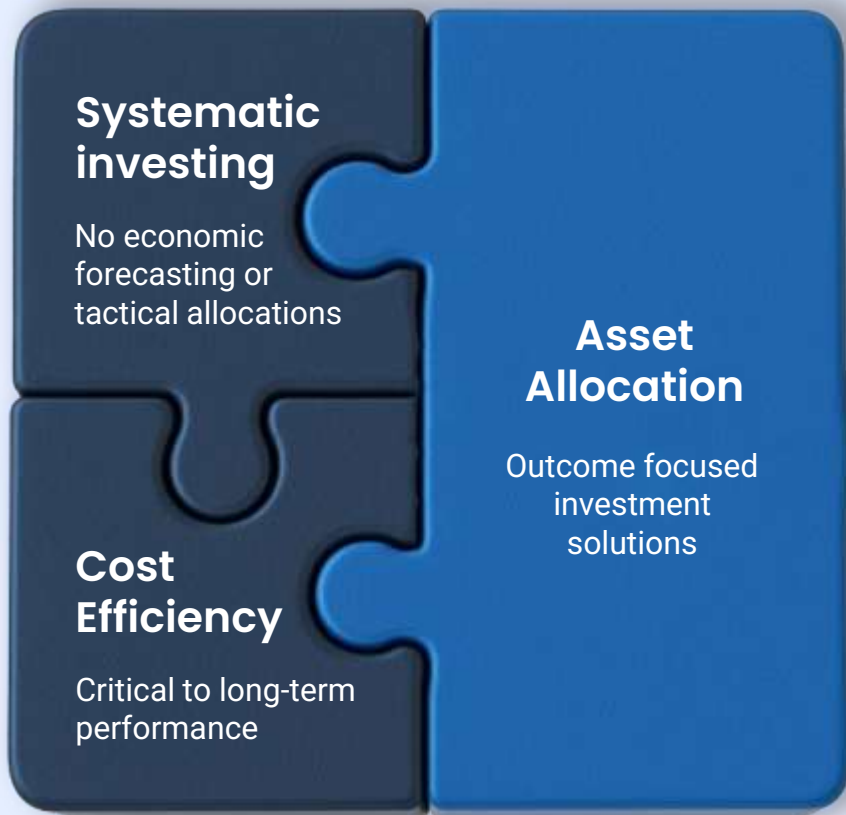 Systematic
investing
No economic
forecasting or
tactical allocations
Cost
Efficiency
Critical to long-term
performance
Asset
Allocation
Outcome focused
investment
solutions